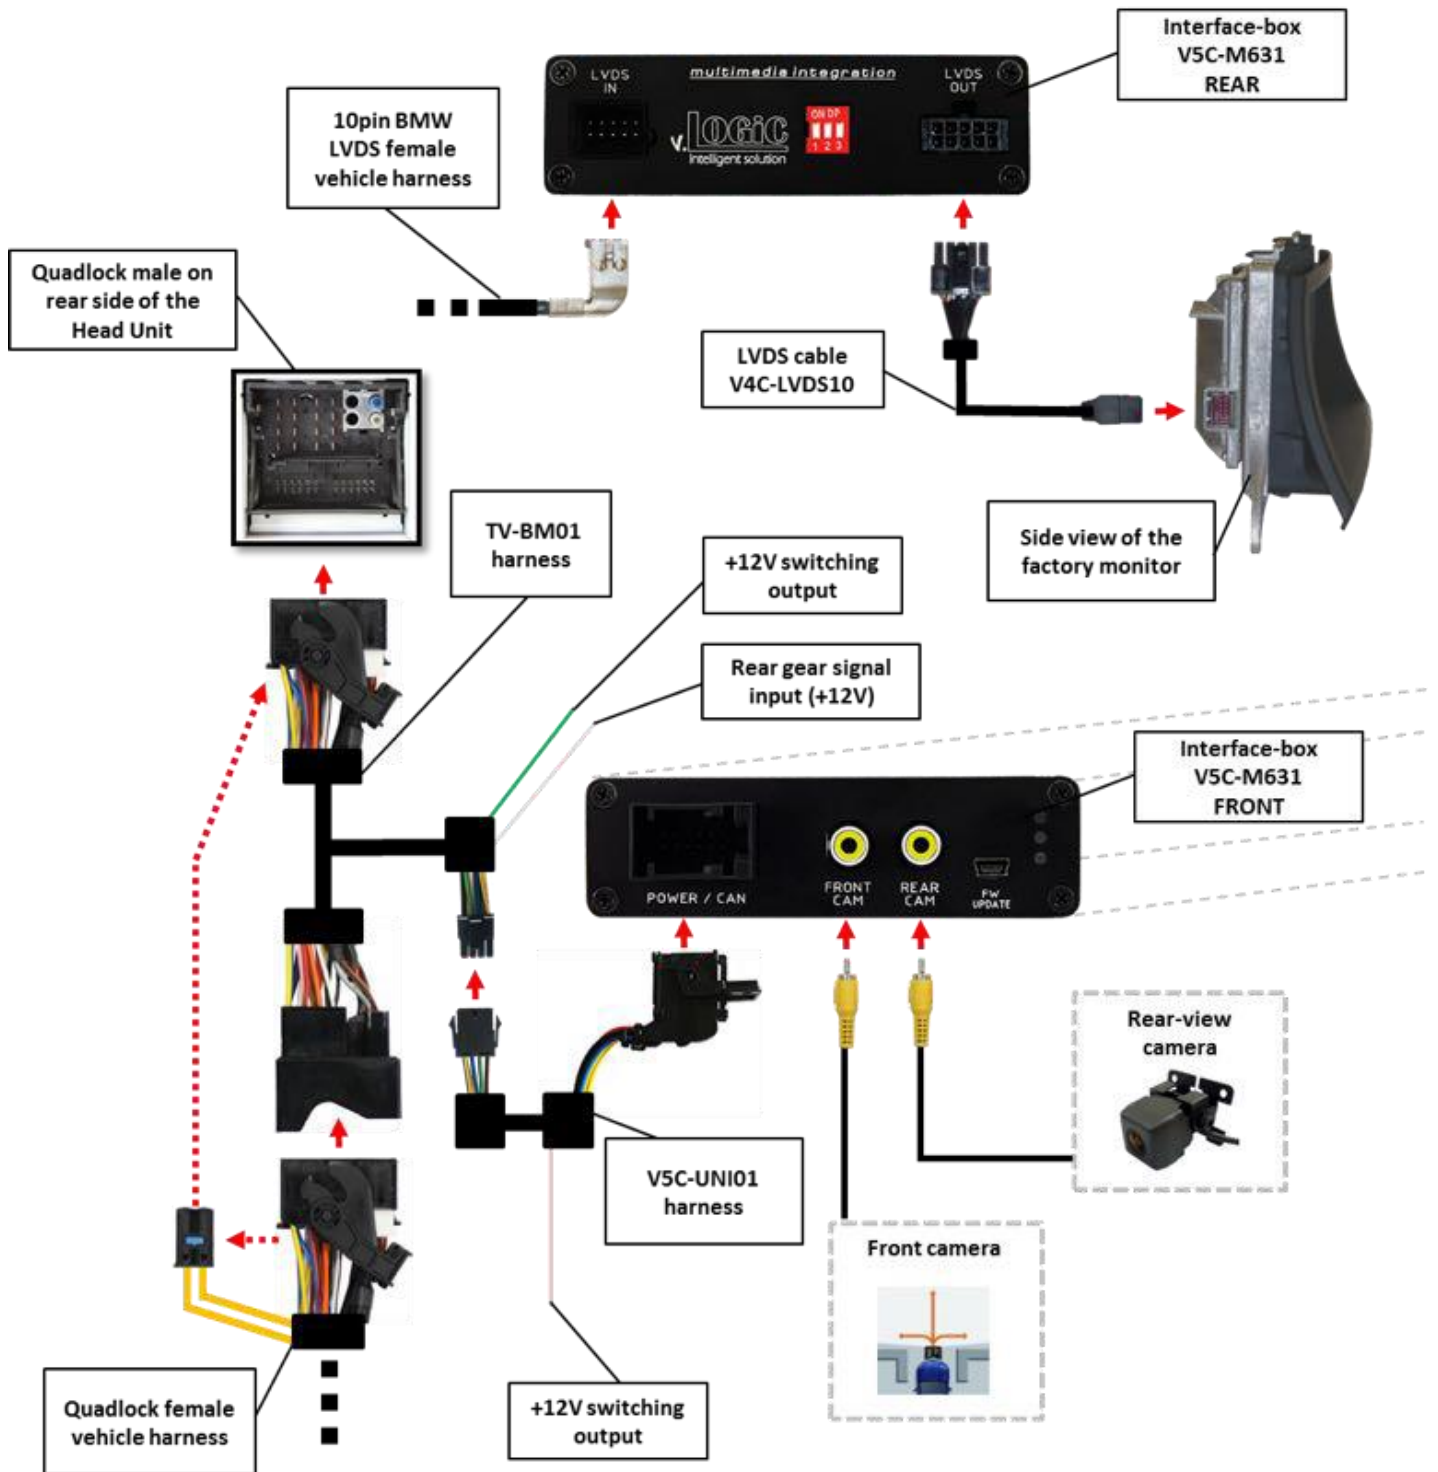 Interface-box
V5C-M631
REAR
LVDS
IN
multimedia integration
LVDS
OUT
ON DP
1 2 3
v.LOGiC
Intelligent solution
10pin BMW
LVDS female
vehicle harness
Quadlock male on
rear side of the
Head Unit
LVDS cable
V4C-LVDS10
TV-BM01
harness
+12V switching
output
Side view of the
factory monitor
Rear gear signal
input (+12V)
Interface-box
V5C-M631
FRONT
POWER / CAN
FRONT
CAM
REAR
CAM
FW
UPDATE
Rear-view
camera
V5C-UNI01
harness
Front camera
Quadlock female
vehicle harness
+12V switching
output